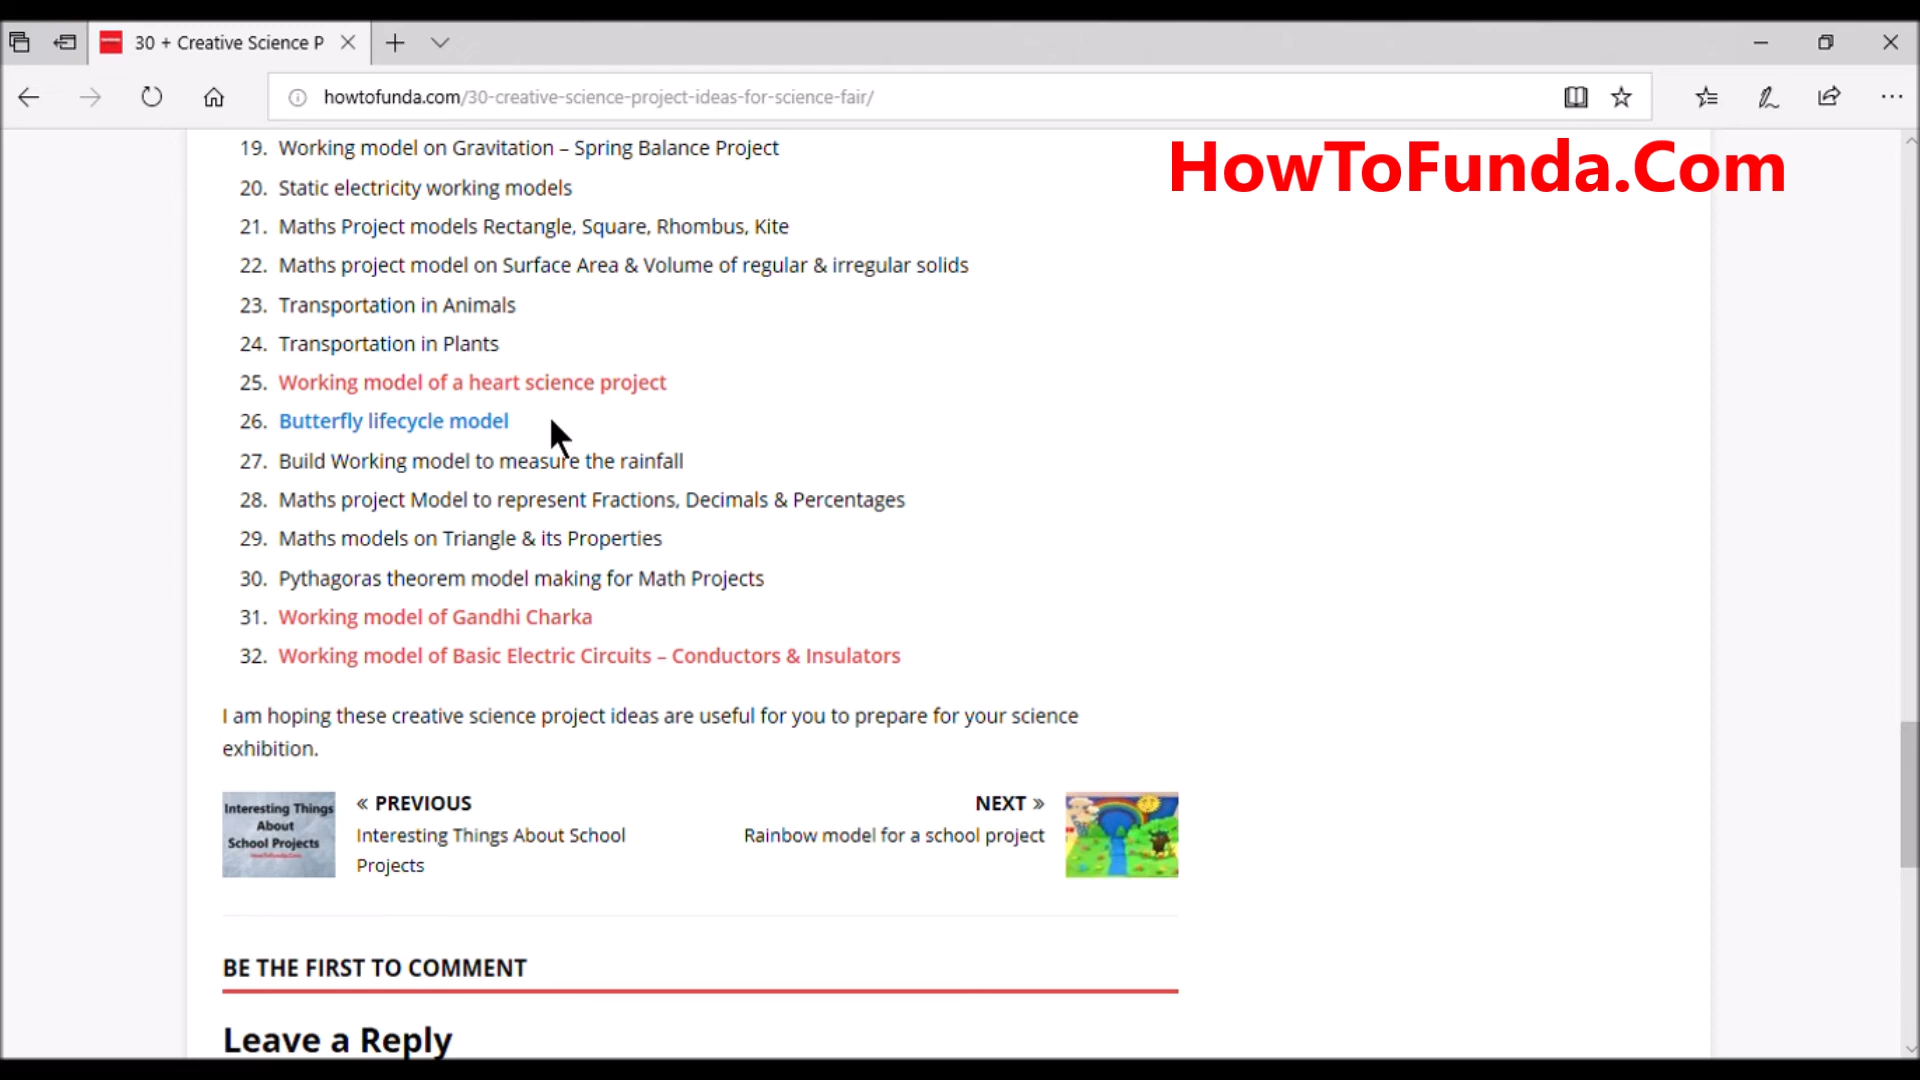 30 + Creative Science P
howtofunda.com/30-creative-science-project-ideas-for-science-fair/
HowToFunda.Com
19. Working model on Gravitation – Spring Balance Project
20. Static electricity working models
21. Maths Project models Rectangle, Square, Rhombus, Kite
22. Maths project model on Surface Area & Volume of regular & irregular solids
23. Transportation in Animals
24. Transportation in Plants
25. Working model of a heart science project
26. Butterfly lifecycle model
27. Build Working model to measure the rainfall
28. Maths project Model to represent Fractions, Decimals & Percentages
29. Maths models on Triangle & its Properties
30. Pythagoras theorem model making for Math Projects
31. Working model of Gandhi Charka
32. Working model of Basic Electric Circuits – Conductors & Insulators
I am hoping these creative science project ideas are useful for you to prepare for your science
exhibition.
Interesting Things
About
School Projects
HowToFunda.Com
« PREVIOUS
Interesting Things About School
Projects
NEXT »
Rainbow model for a school project
BE THE FIRST TO COMMENT
Leave a Reply